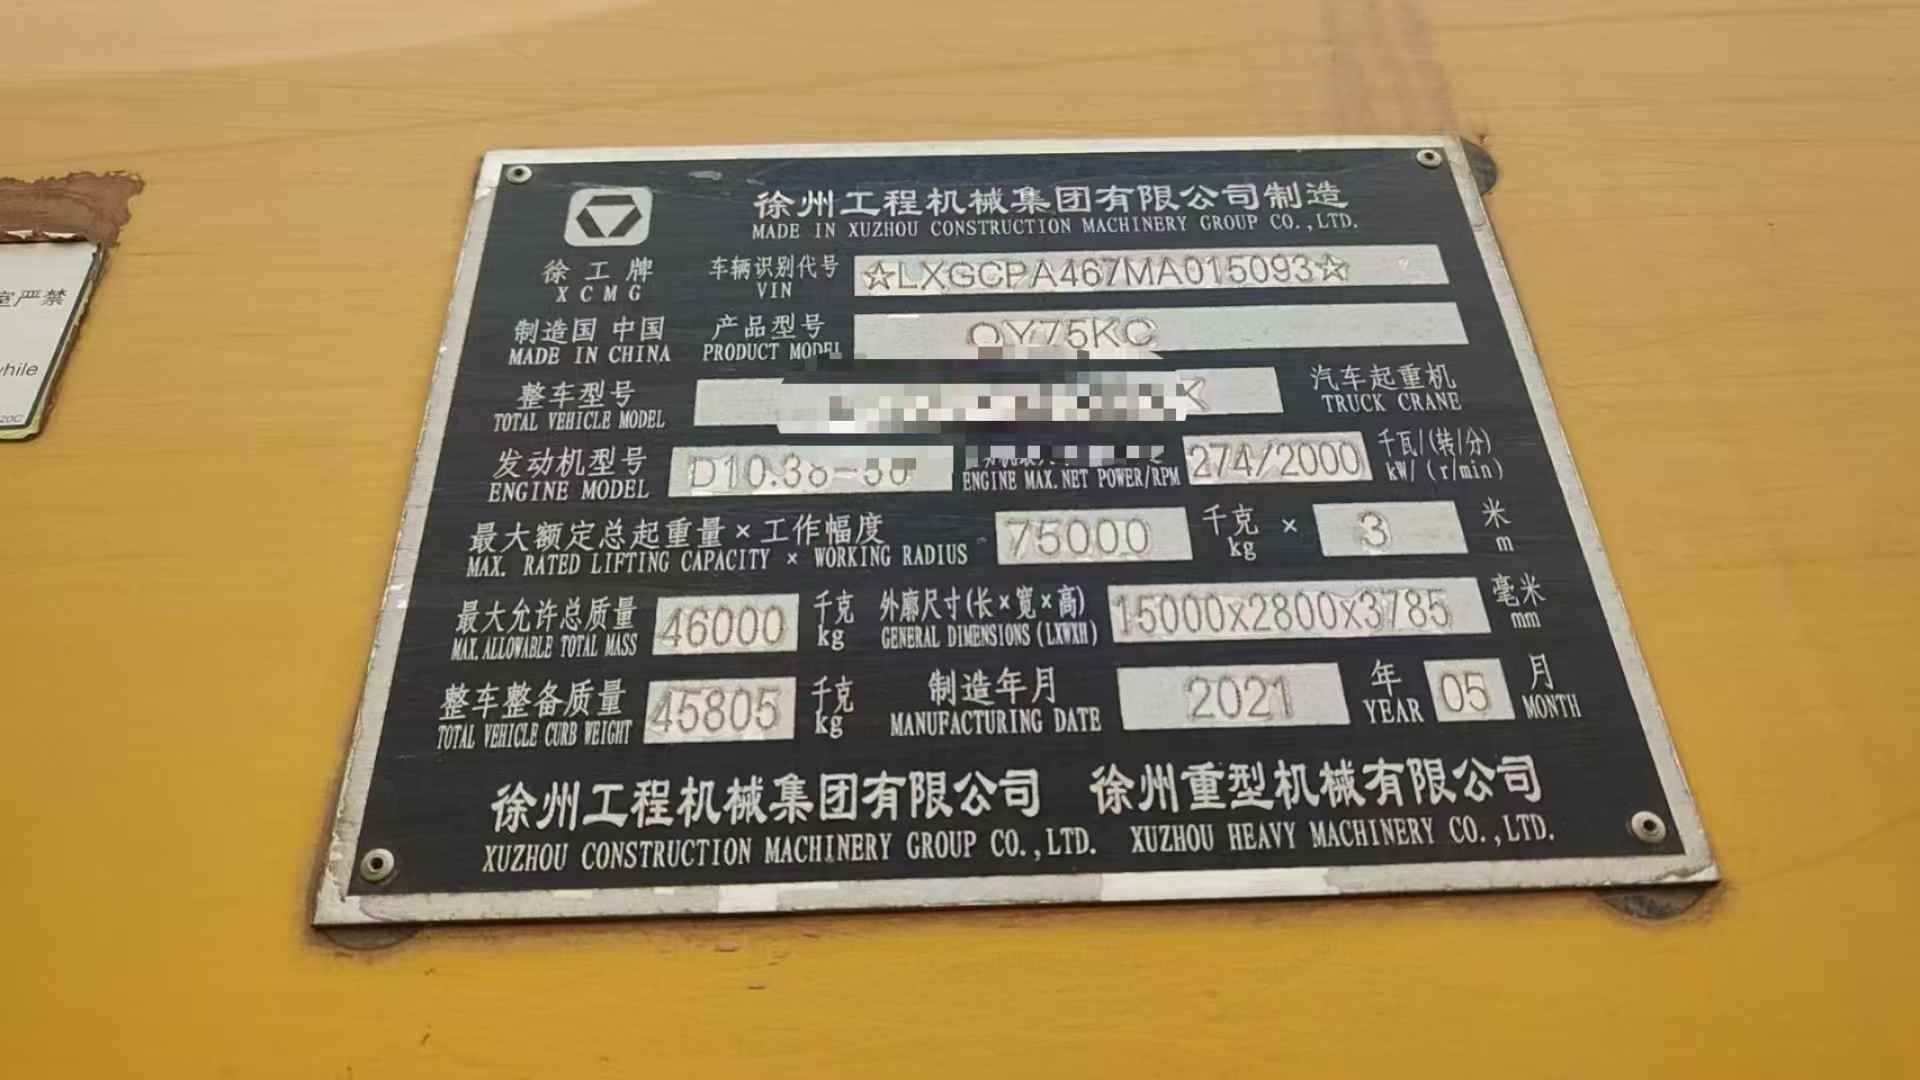 徐州工程机械集团有限公司制造
MADE IN XUZHOU CONSTRUCTION MACHINERY GROUP CO.,LTD.
徐工牌 车辆识别代号 ☆LXGCPA467MA015093☆
XCMG VIN
制造国 中国 产品型号 QY75KC
MADE IN CHINA PRODUCT MODEL
整车型号 汽车起重机
TOTAL VEHICLE MODEL TRUCK CRANE
发动机型号 D10.38-50 274/2000 千瓦/(转/分)
ENGINE MODEL ENGINE MAX.NET POWER/RPM kW/(r/min)
最大额定总起重量×工作幅度 75000 千克 × 3 米
MAX. RATED LIFTING CAPACITY × WORKING RADIUS kg m
最大允许总质量 46000 千克 外廓尺寸(长×宽×高) 15000x2800x3785 毫米
MAX. ALLOWABLE TOTAL MASS kg GENERAL DIMENSIONS (LXWXH) mm
整车整备质量 45805 千克 制造年月 2021 年 05 月
TOTAL VEHICLE CURB WEIGHT kg MANUFACTURING DATE YEAR MONTH
徐州工程机械集团有限公司 徐州重型机械有限公司
XUZHOU CONSTRUCTION MACHINERY GROUP CO.,LTD. XUZHOU HEAVY MACHINERY CO.,LTD.
严禁
while